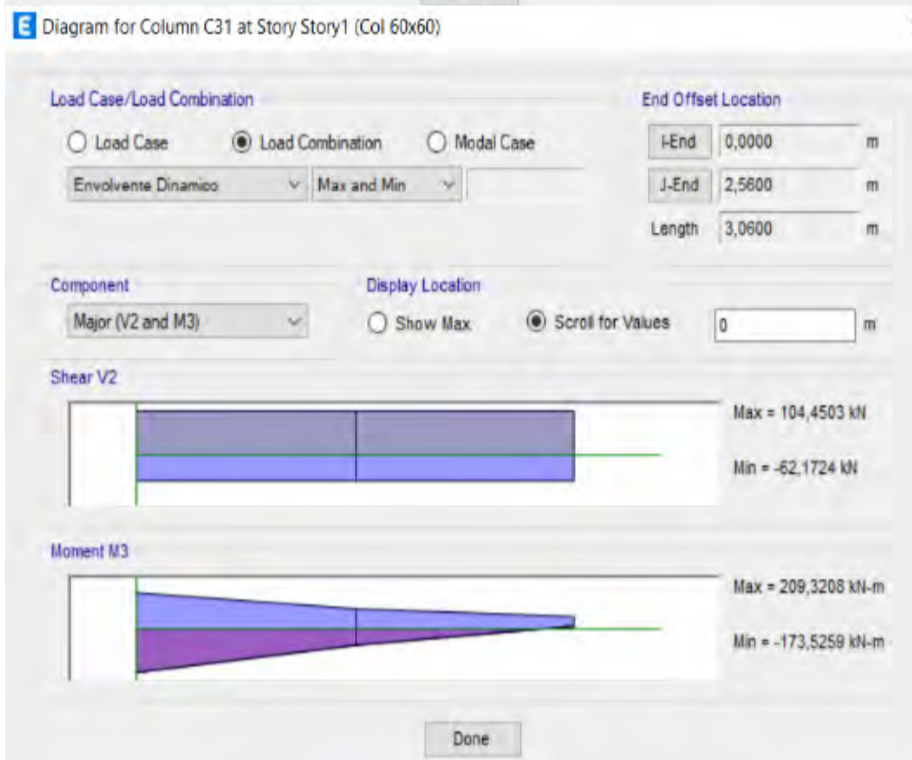 E Diagram for Column C31 at Story Story1 (Col 60x60)
Load Case/Load Combination
Load Case Load Combination Modal Case
Envolvente Dinamico Max and Min
End Offset Location
I-End 0,0000 m
J-End 2,5600 m
Length 3,0600 m
Component
Major (V2 and M3)
Display Location
Show Max Scroll for Values 0 m
Shear V2
Max = 104,4503 kN
Min = -62,1724 kN
Moment M3
Max = 209,3208 kN-m
Min = -173,5259 kN-m
Done